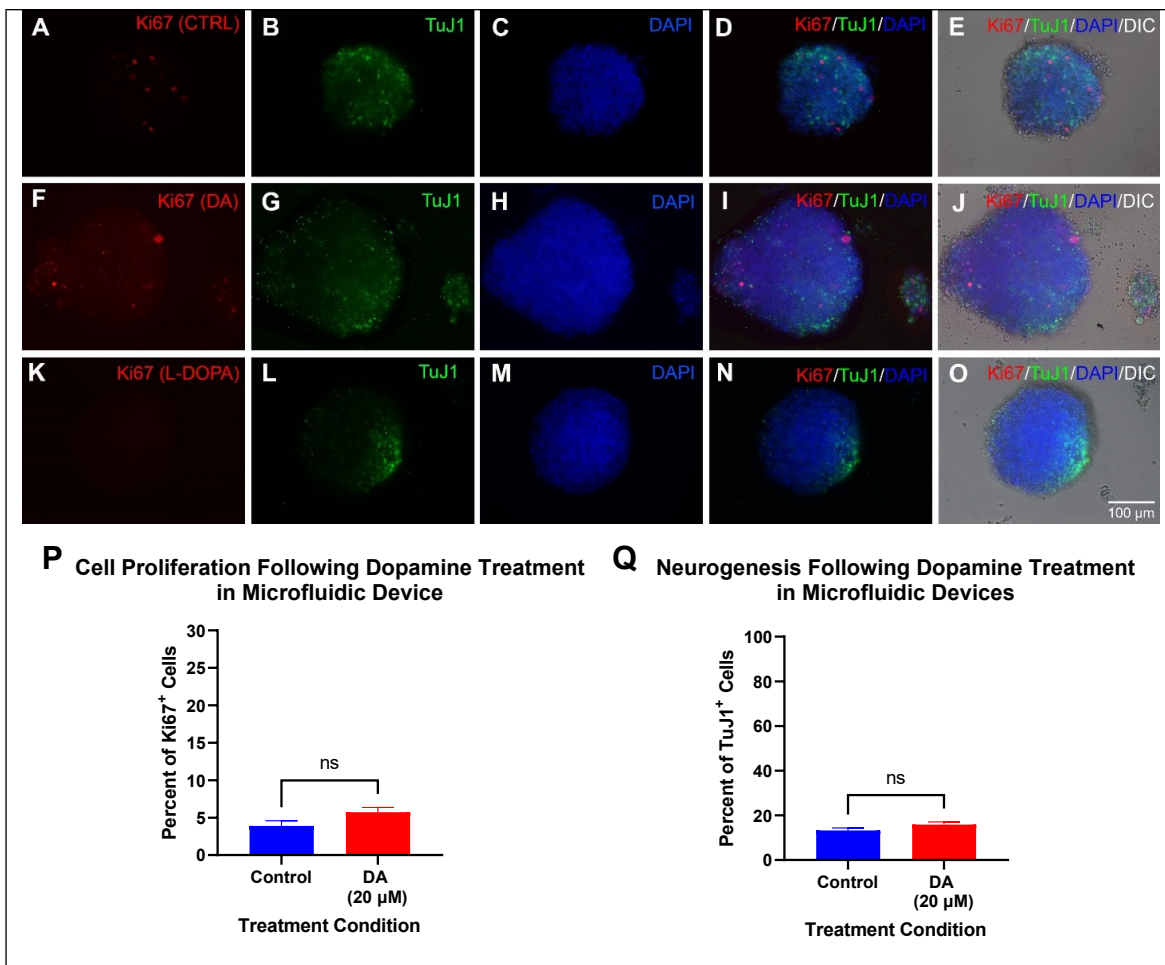 A Ki67 (CTRL)
B TuJ1
C DAPI
D Ki67/TuJ1/DAPI
E Ki67/TuJ1/DAPI/DIC
F Ki67 (DA)
G TuJ1
H DAPI
I Ki67/TuJ1/DAPI
J Ki67/TuJ1/DAPI/DIC
K Ki67 (L-DOPA)
L TuJ1
M DAPI
N Ki67/TuJ1/DAPI
O Ki67/TuJ1/DAPI/DIC
100 µm
P Cell Proliferation Following Dopamine Treatment
in Microfluidic Device
Percent of Ki67⁺ Cells
30
25
20
15
10
5
0
ns
Control
DA
(20 µM)
Treatment Condition
Q Neurogenesis Following Dopamine Treatment
in Microfluidic Devices
Percent of TuJ1⁺ Cells
100
80
60
40
20
0
ns
Control
DA
(20 µM)
Treatment Condition